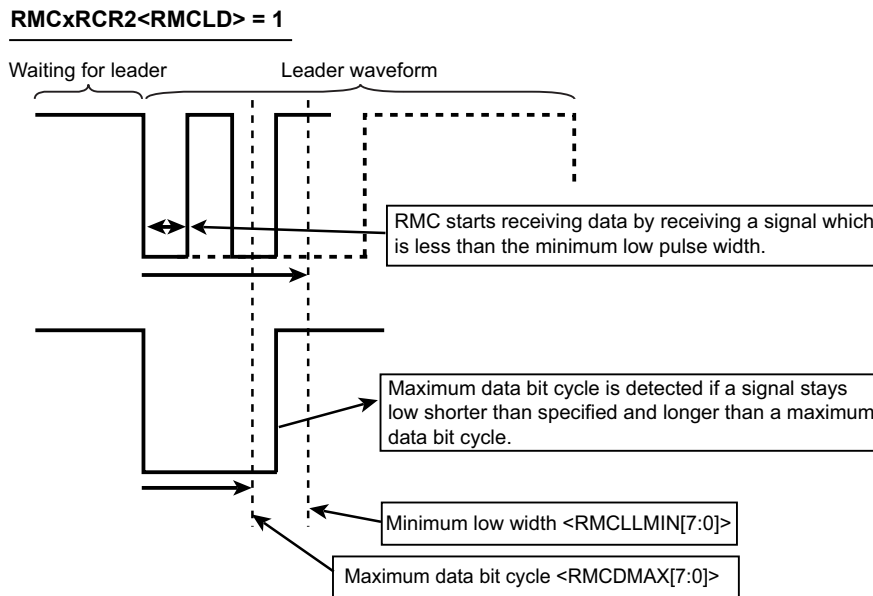 RMCxRCR2<RMCLD> = 1
Waiting for leader
Leader waveform
RMC starts receiving data by receiving a signal which
is less than the minimum low pulse width.
Maximum data bit cycle is detected if a signal stays
low shorter than specified and longer than a maximum
data bit cycle.
Minimum low width <RMCLLMIN[7:0]>
Maximum data bit cycle <RMCDMAX[7:0]>